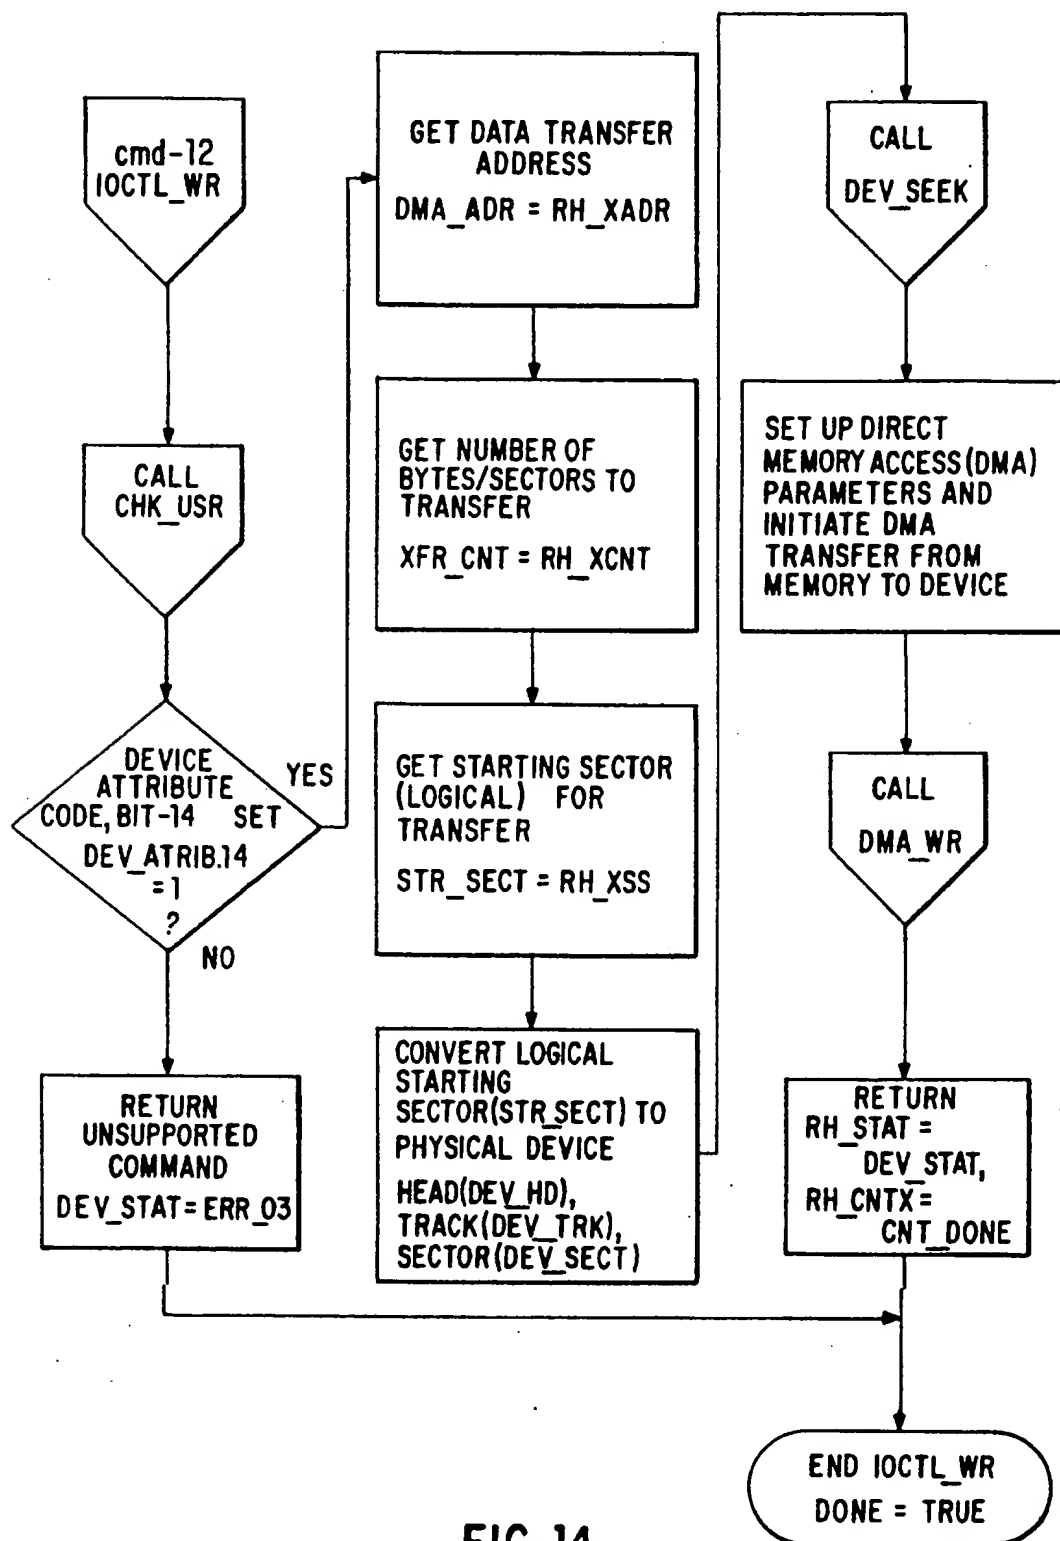 cmd-12
IOCTL_WR
CALL
CHK_USR
DEVICE
ATTRIBUTE
CODE, BIT-14 SET
DEV_ATRIB.14
=1
?
YES
NO
RETURN
UNSUPPORTED
COMMAND
DEV_STAT=ERR_03
GET DATA TRANSFER
ADDRESS
DMA_ADR = RH_XADR
GET NUMBER OF
BYTES/SECTORS TO
TRANSFER
XFR_CNT = RH_XCNT
GET STARTING SECTOR
(LOGICAL) FOR
TRANSFER
STR_SECT = RH_XSS
CONVERT LOGICAL
STARTING
SECTOR(STR_SECT) TO
PHYSICAL DEVICE
HEAD(DEV_HD),
TRACK(DEV_TRK),
SECTOR(DEV_SECT)
CALL
DEV_SEEK
SET UP DIRECT
MEMORY ACCESS(DMA)
PARAMETERS AND
INITIATE DMA
TRANSFER FROM
MEMORY TO DEVICE
CALL
DMA_WR
RETURN
RH_STAT =
DEV_STAT,
RH_CNTX=
CNT_DONE
END IOCTL_WR
DONE = TRUE
FIG. 14